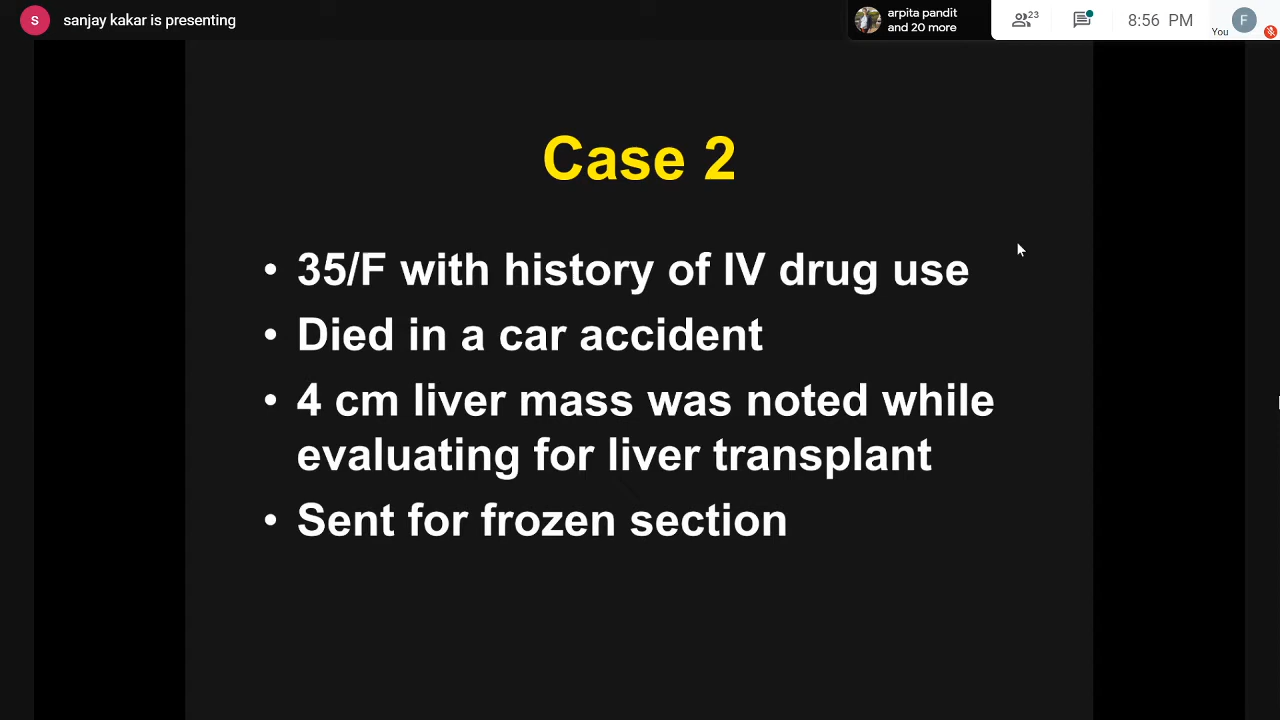 S
sanjay kakar is presenting
arpita pandit
and 20 more
23
8:56 PM
You
F
Case 2
• 35/F with history of IV drug use
• Died in a car accident
• 4 cm liver mass was noted while
evaluating for liver transplant
• Sent for frozen section